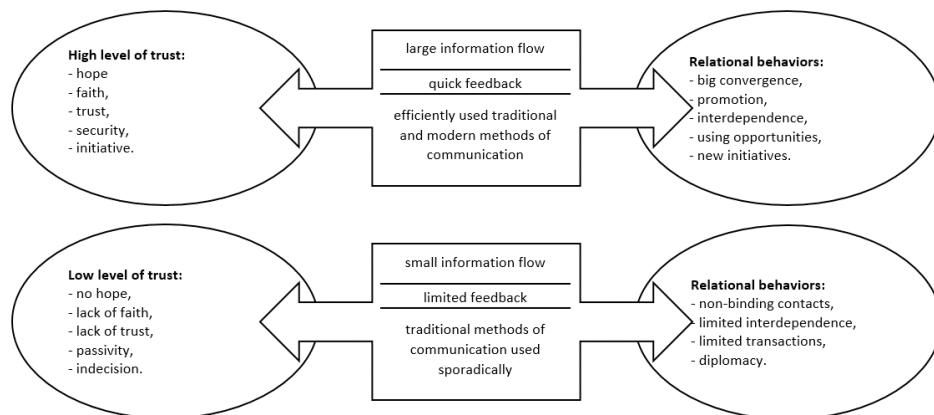 High level of trust:
- hope
- faith,
- trust,
- security,
- initiative.
large information flow
quick feedback
efficiently used traditional
and modern methods of
communication
Relational behaviors:
- big convergence,
- promotion,
- interdependence,
- using opportunities,
- new initiatives.
Low level of trust:
- no hope,
- lack of faith,
- lack of trust,
- passivity,
- indecision.
small information flow
limited feedback
traditional methods of
communication used
sporadically
Relational behaviors:
- non-binding contacts,
- limited interdependence,
- limited transactions,
- diplomacy.